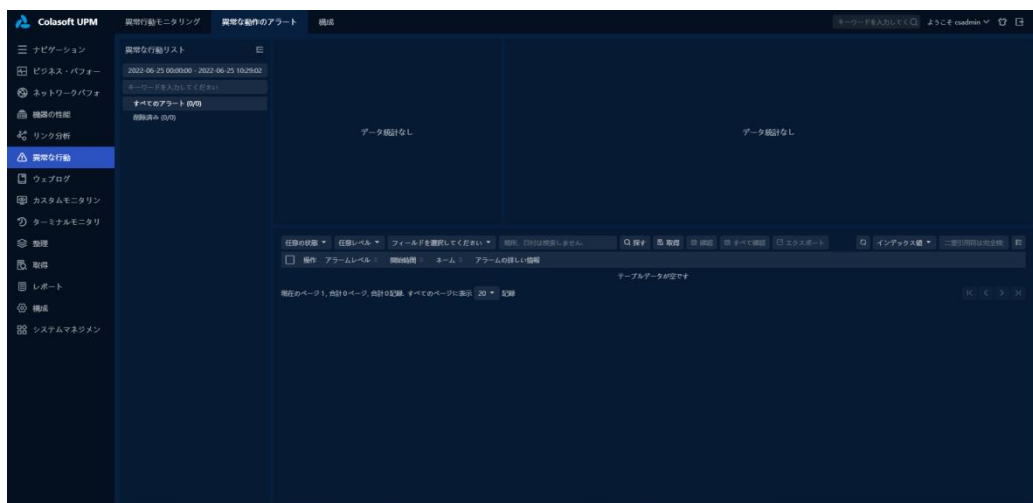 Colasoft UPM 異常行動モニタリング 異常な動作のアラート 構成 キーワードを入力してく ようこそ csadmin
ナビゲーション
ビジネス・パフォー
ネットワークパフォ
機器の性能
リンク分析
異常な行動
ウェブログ
カスタムモニタリン
ターミナルモニタリ
整理
取得
レポート
構成
システムマネジメン
異常な行動リスト
2022-06-25 00:00:00 - 2022-06-25 10:29:02
キーワードを入力してください
すべてのアラート (0/0)
削除済み (0/0)
データ統計なし データ統計なし
任意の状態 任意レベル フィールドを選択してください 探す 取得 確認 すべて確認 エクスポート インデックス値
操作 アラームレベル 開始時間 ネーム アラームの詳しい情報
テーブルデータが空です
現在のページ 1, 合計 0 ページ, 合計 0 記録. すべてのページに表示 20 記録